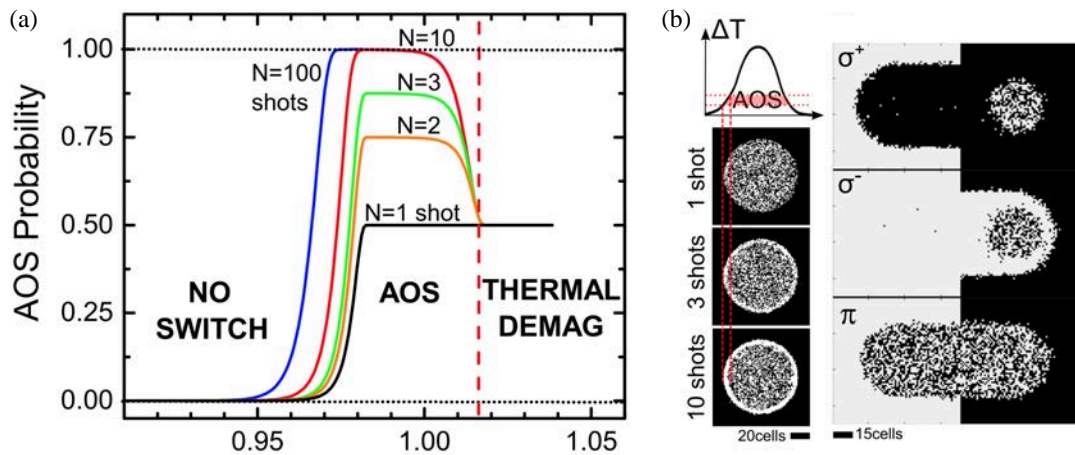 (a)
AOS Probability
1.00
0.75
0.50
0.25
0.00
N=100
shots
N=10
N=3
N=2
N=1 shot
NO
SWITCH
AOS
THERMAL
DEMAG
0.95
1.00
1.05
(b)
ΔT
AOS
1 shot
3 shots
10 shots
20cells
σ+
σ-
π
15cells